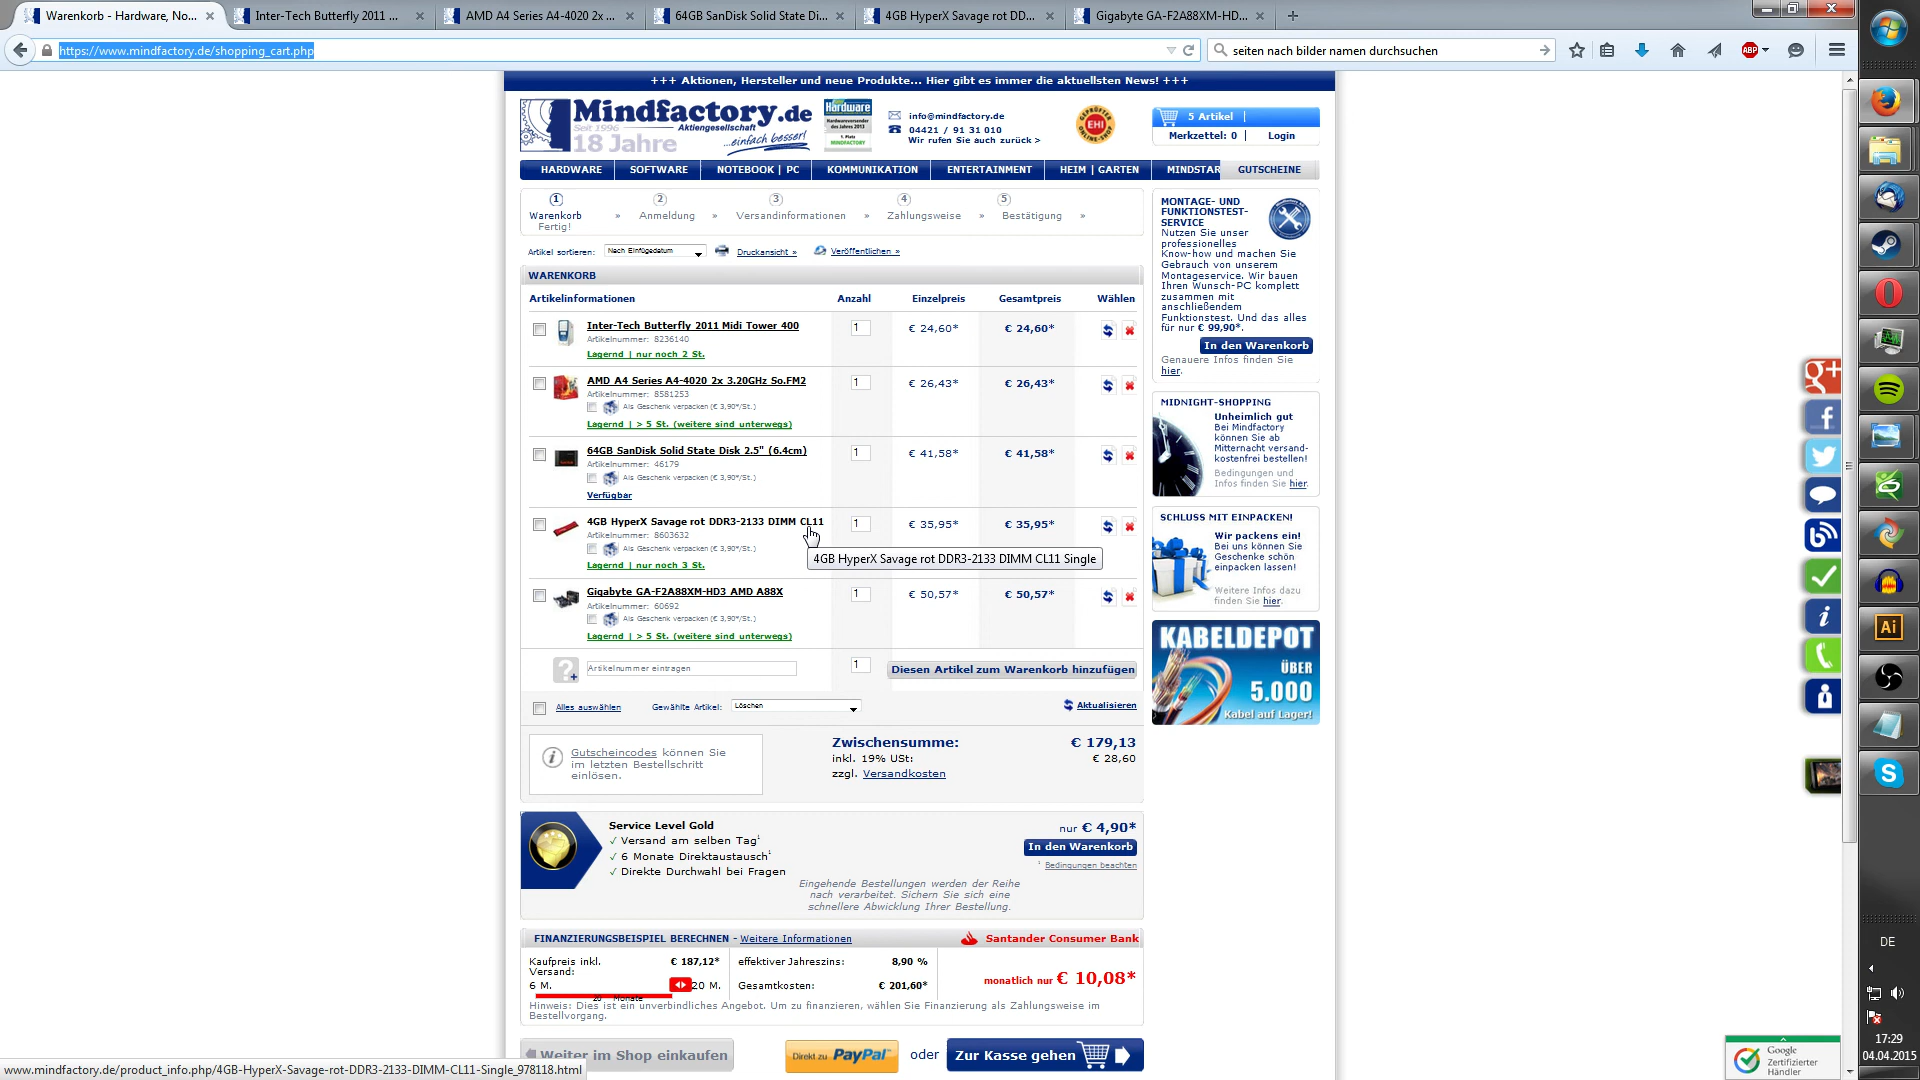 Warenkorb - Hardware, No...
Inter-Tech Butterfly 2011 ...
AMD A4 Series A4-4020 2x ...
64GB SanDisk Solid State Di...
4GB HyperX Savage rot DD...
Gigabyte GA-F2A88XM-HD...
https://www.mindfactory.de/shopping_cart.php
seiten nach bilder namen durchsuchen
ABP
+++ Aktionen, Hersteller und neue Produkte... Hier gibt es immer die aktuellsten News! +++
Mindfactory.de
Seit 1996
Aktiengesellschaft
18 Jahre
...einfach besser!
Hardware
Hardwareversender
des Jahres 2013
1. Platz
MINDFACTORY
info@mindfactory.de
04421 / 91 31 010
Wir rufen Sie auch zurück >
EHI
5 Artikel |
Merkzettel: 0 | Login
HARDWARE
SOFTWARE
NOTEBOOK | PC
KOMMUNIKATION
ENTERTAINMENT
HEIM | GARTEN
MINDSTAR
GUTSCHEINE
1 2 3 4 5
Warenkorb » Anmeldung » Versandinformationen » Zahlungsweise » Bestätigung »
Fertig!
Artikel sortieren: Nach Einfügedatum Druckansicht » Veröffentlichen »
WARENKORB
Artikelinformationen Anzahl Einzelpreis Gesamtpreis Wählen
Inter-Tech Butterfly 2011 Midi Tower 400 1 € 24,60* € 24,60*
Artikelnummer: 8236140
Lagernd | nur noch 2 St.
AMD A4 Series A4-4020 2x 3.20GHz So.FM2 1 € 26,43* € 26,43*
Artikelnummer: 8581253
Als Geschenk verpacken (€ 3,90*/St.)
Lagernd | > 5 St. (weitere sind unterwegs)
64GB SanDisk Solid State Disk 2.5" (6.4cm) 1 € 41,58* € 41,58*
Artikelnummer: 46179
Als Geschenk verpacken (€ 3,90*/St.)
Verfügbar
4GB HyperX Savage rot DDR3-2133 DIMM CL11 1 € 35,95* € 35,95*
Artikelnummer: 8603632
Als Geschenk verpacken (€ 3,90*/St.)
4GB HyperX Savage rot DDR3-2133 DIMM CL11 Single
Lagernd | nur noch 3 St.
Gigabyte GA-F2A88XM-HD3 AMD A88X 1 € 50,57* € 50,57*
Artikelnummer: 60692
Als Geschenk verpacken (€ 3,90*/St.)
Lagernd | > 5 St. (weitere sind unterwegs)
Artikelnummer eintragen 1 Diesen Artikel zum Warenkorb hinzufügen
Alles auswählen Gewählte Artikel: Löschen Aktualisieren
Gutscheincodes können Sie
im letzten Bestellschritt
einlösen.
Zwischensumme: € 179,13
inkl. 19% USt: € 28,60
zzgl. Versandkosten
Service Level Gold
✓ Versand am selben Tag¹
✓ 6 Monate Direktaustausch¹
✓ Direkte Durchwahl bei Fragen
nur € 4,90*
In den Warenkorb
¹ Bedingungen beachten
Eingehende Bestellungen werden der Reihe
nach verarbeitet. Sichern Sie sich eine
schnellere Abwicklung Ihrer Bestellung.
FINANZIERUNGSBEISPIEL BERECHNEN - Weitere Informationen
Santander Consumer Bank
Kaufpreis inkl. € 187,12*
Versand:
6 M. 20 M.
20 Monate
effektiver Jahreszins: 8,90 %
Gesamtkosten: € 201,60*
monatlich nur € 10,08*
Hinweis: Dies ist ein unverbindliches Angebot. Um zu finanzieren, wählen Sie Finanzierung als Zahlungsweise im
Bestellvorgang.
Weiter im Shop einkaufen
Direkt zu PayPal
oder
Zur Kasse gehen
MONTAGE- UND
FUNKTIONSTEST-
SERVICE
Nutzen Sie unser
professionelles
Know-how und machen Sie
Gebrauch von unserem
Montageservice. Wir bauen
Ihren Wunsch-PC komplett
zusammen mit
anschließendem
Funktionstest. Und das alles
für nur € 99,90*.
In den Warenkorb
Genauere Infos finden Sie
hier.
MIDNIGHT-SHOPPING
Unheimlich gut
Bei Mindfactory
können Sie ab
Mitternacht versand-
kostenfrei bestellen!
Bedingungen und
Infos finden Sie hier.
SCHLUSS MIT EINPACKEN!
Wir packens ein!
Bei uns können Sie
Geschenke schön
einpacken lassen!
Weitere Infos dazu
finden Sie hier.
KABELDEPOT
ÜBER
5.000
Kabel auf Lager!
g+
f
i
Ai
S
Google
Zertifizierter
Händler
DE
17:29
04.04.2015
www.mindfactory.de/product_info.php/4GB-HyperX-Savage-rot-DDR3-2133-DIMM-CL11-Single_978118.html